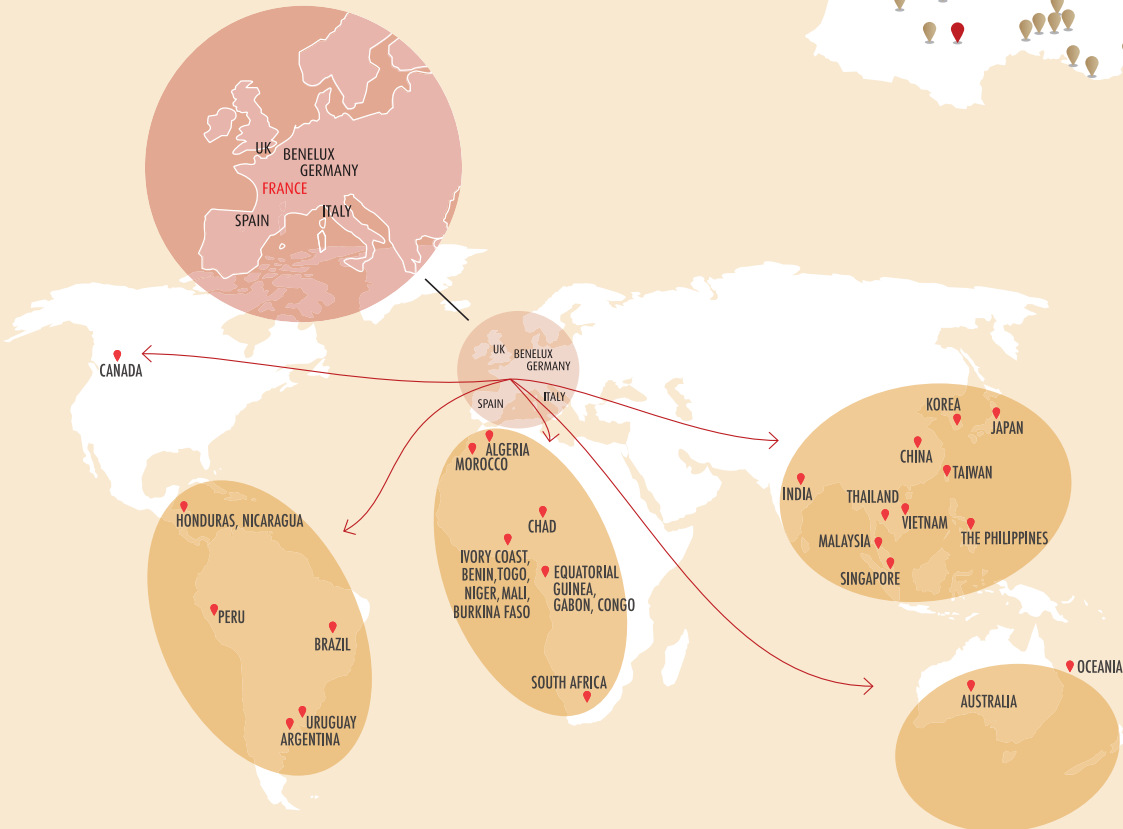 UK
BENELUX
GERMANY
FRANCE
SPAIN
ITALY
UK
BENELUX
GERMANY
SPAIN
ITALY
CANADA
HONDURAS, NICARAGUA
PERU
BRAZIL
URUGUAY
ARGENTINA
ALGERIA
MOROCCO
CHAD
IVORY COAST,
BENIN, TOGO,
NIGER, MALI,
BURKINA FASO
EQUATORIAL
GUINEA,
GABON, CONGO
SOUTH AFRICA
KOREA
JAPAN
CHINA
TAIWAN
INDIA
THAILAND
VIETNAM
THE PHILIPPINES
MALAYSIA
SINGAPORE
OCEANIA
AUSTRALIA